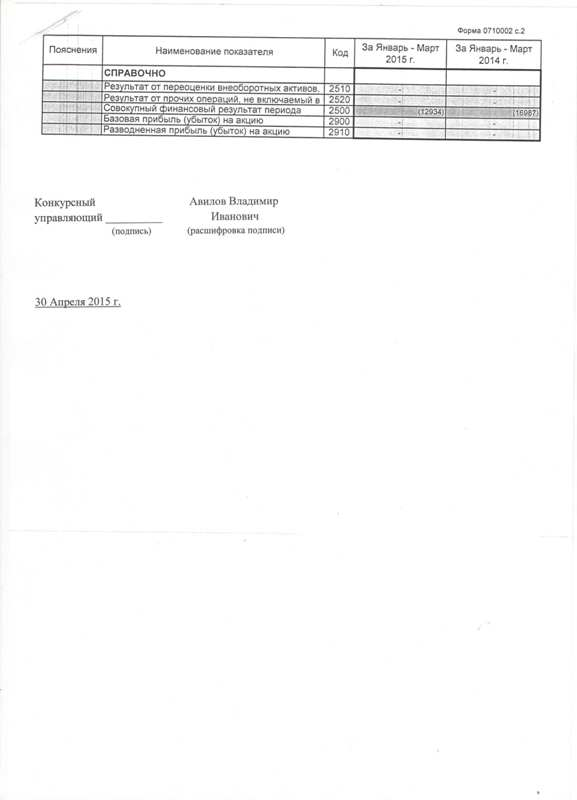 Форма 0710002 с.2
Пояснения Наименование показателя Код За Январь - Март 2015 г. За Январь - Март 2014 г.
СПРАВОЧНО
Результат от переоценки внеоборотных активов, 2510 - -
Результат от прочих операций, не включаемый в 2520 - -
Совокупный финансовый результат периода 2500 (12934) (16987)
Базовая прибыль (убыток) на акцию 2900 - -
Разводненная прибыль (убыток) на акцию 2910 - -
Конкурсный
управляющий
(подпись)
Авилов Владимир
Иванович
(расшифровка подписи)
30 Апреля 2015 г.